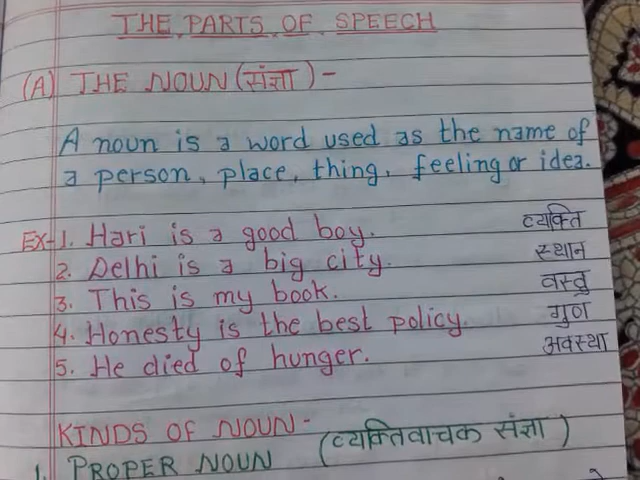 THE PARTS OF SPEECH
(A) THE NOUN (संज्ञा) -
A noun is a word used as the name of
a person, place, thing, feeling or idea.
Ex-1. Hari is a good boy. व्यक्ति
2. Delhi is a big city. स्थान
3. This is my book. वस्तु
4. Honesty is the best policy. गुण
5. He died of hunger. अवस्था
KINDS OF NOUN-
1. PROPER NOUN (व्यक्तिवाचक संज्ञा)